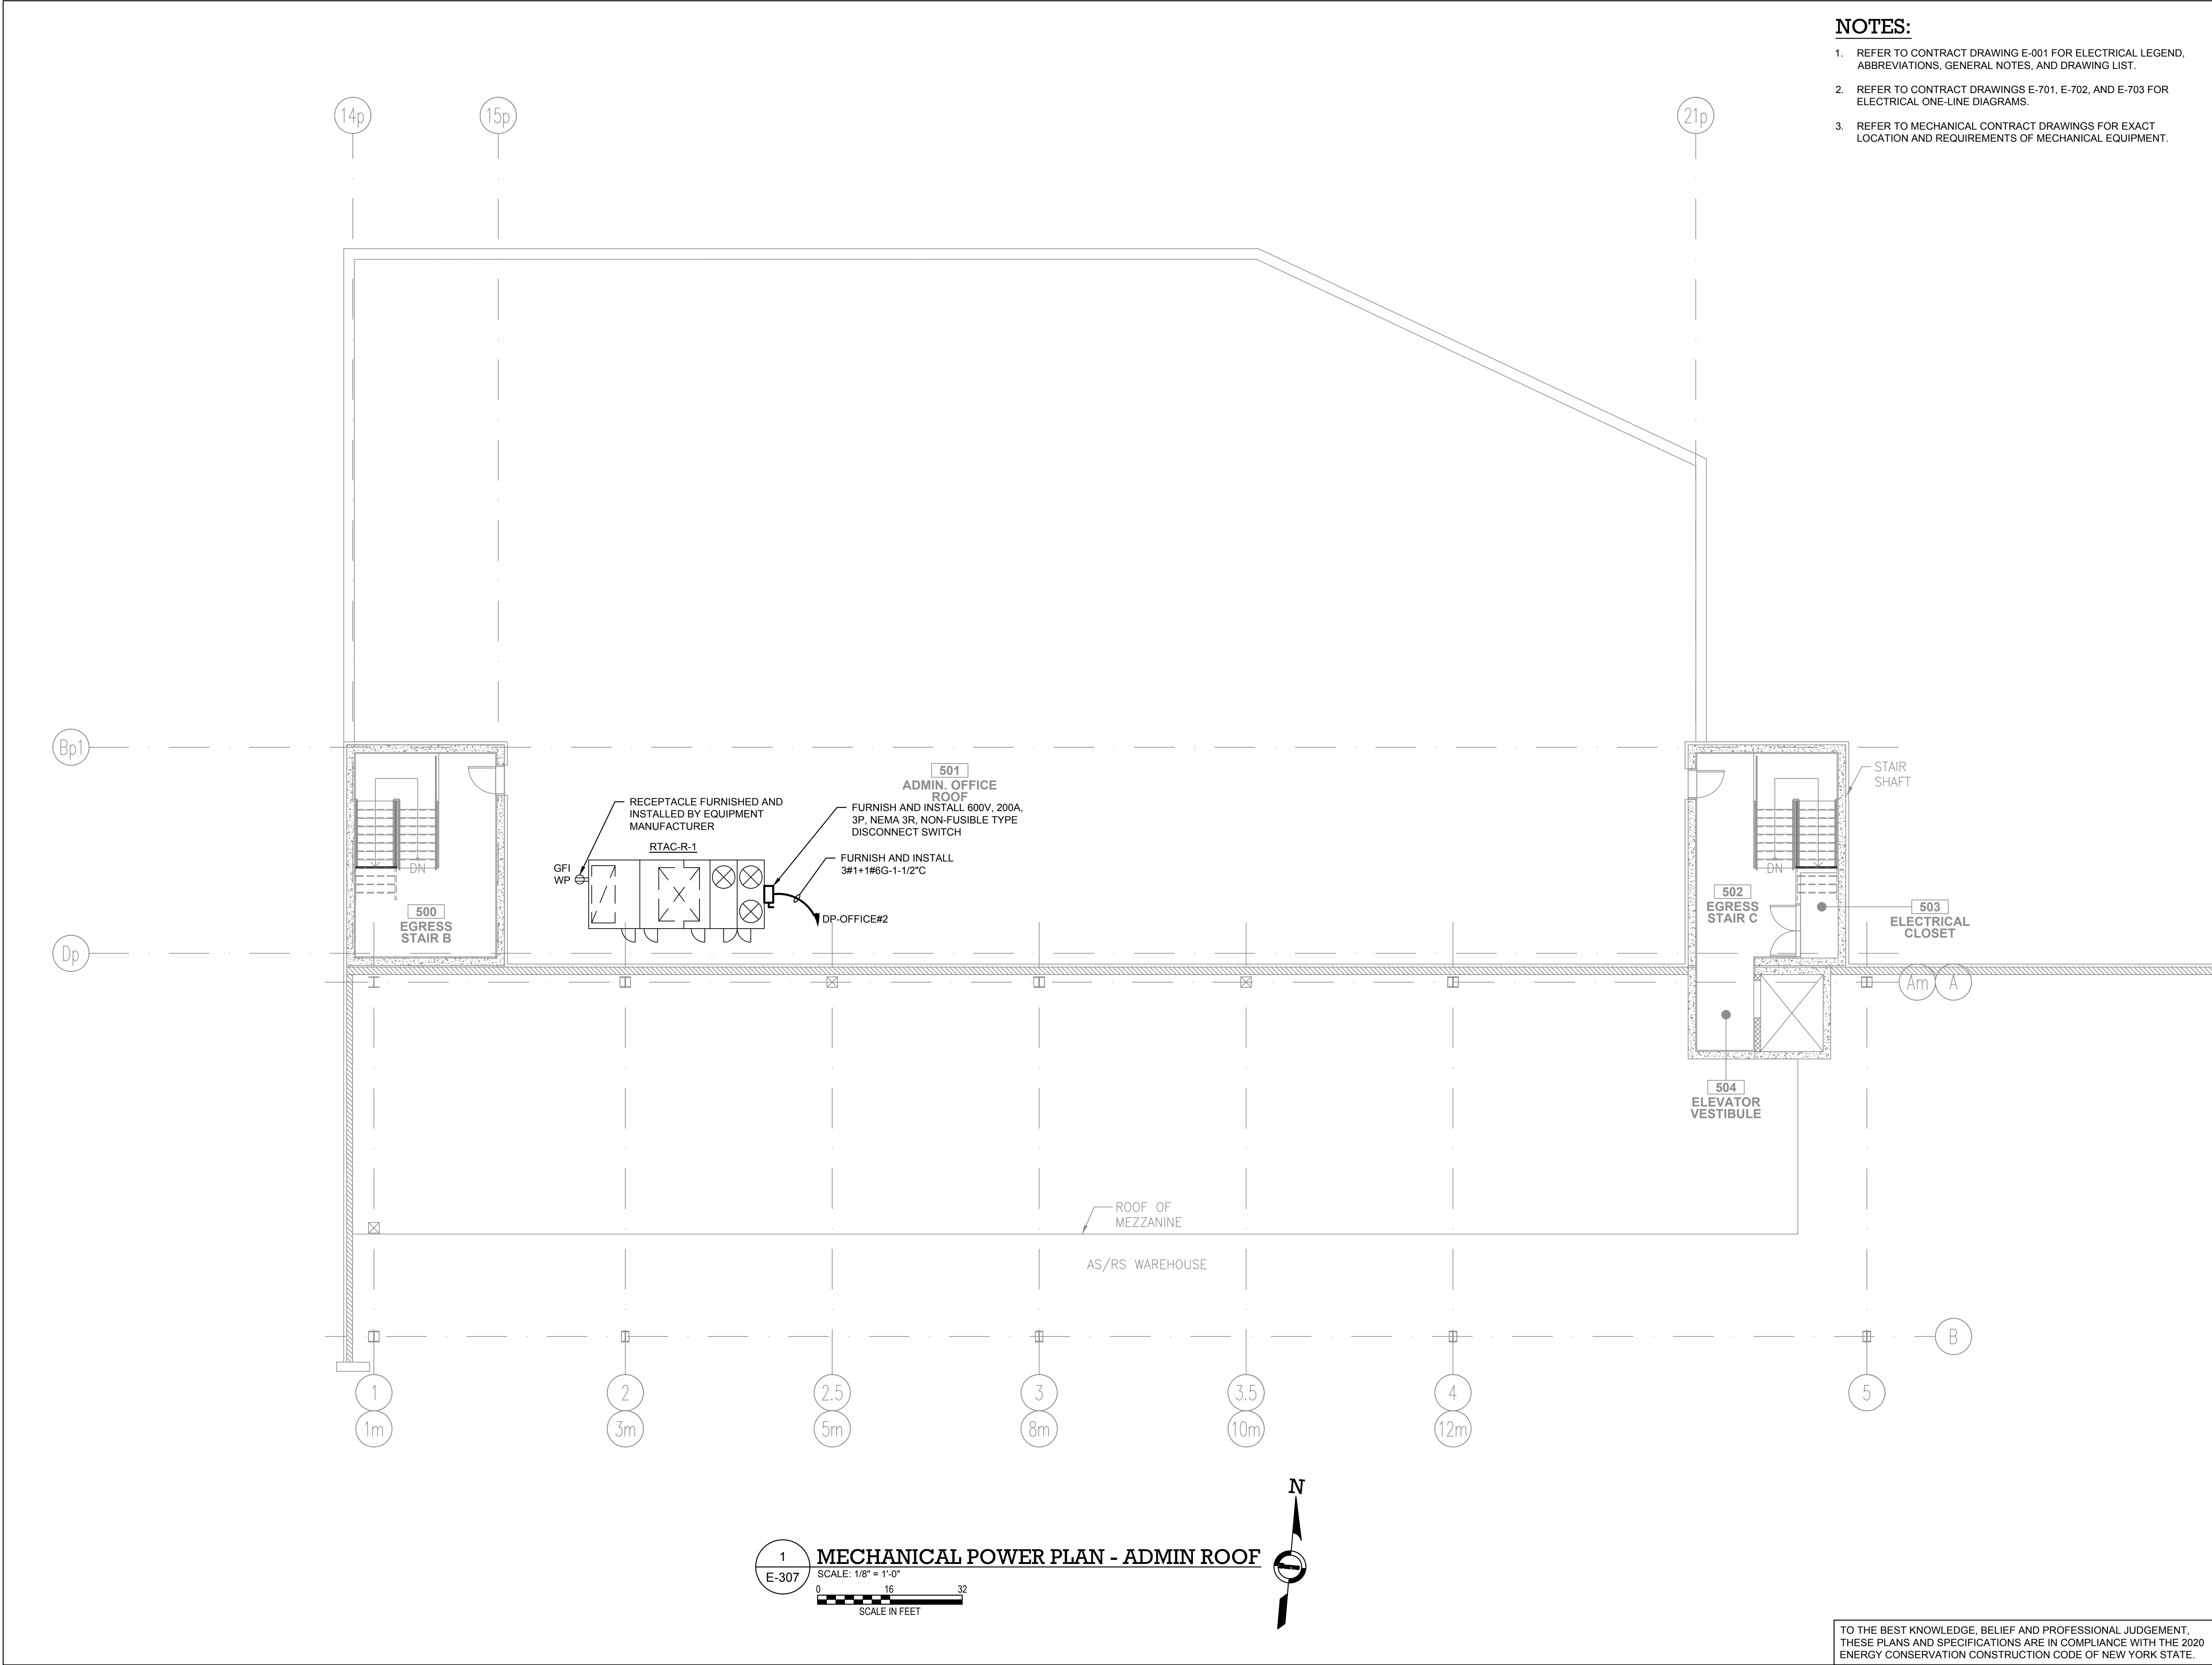 NOTES:
1. REFER TO CONTRACT DRAWING E-001 FOR ELECTRICAL LEGEND,
ABBREVIATIONS, GENERAL NOTES, AND DRAWING LIST.
2. REFER TO CONTRACT DRAWINGS E-701, E-702, AND E-703 FOR
ELECTRICAL ONE-LINE DIAGRAMS.
3. REFER TO MECHANICAL CONTRACT DRAWINGS FOR EXACT
LOCATION AND REQUIREMENTS OF MECHANICAL EQUIPMENT.
14p
15p
21p
Bp1
501
ADMIN. OFFICE
ROOF
STAIR
SHAFT
RECEPTACLE FURNISHED AND
INSTALLED BY EQUIPMENT
MANUFACTURER
FURNISH AND INSTALL 600V, 200A,
3P, NEMA 3R, NON-FUSIBLE TYPE
DISCONNECT SWITCH
RTAC-R-1
FURNISH AND INSTALL
3#1+1#6G-1-1/2"C
GFI
WP
DP-OFFICE#2
DN
500
EGRESS
STAIR B
DN
502
EGRESS
STAIR C
503
ELECTRICAL
CLOSET
Dp
Am
A
504
ELEVATOR
VESTIBULE
ROOF OF
MEZZANINE
AS/RS WAREHOUSE
B
1
2
2.5
3
3.5
4
5
1m
3m
5m
8m
10m
12m
N
1
E-307
MECHANICAL POWER PLAN - ADMIN ROOF
SCALE: 1/8" = 1'-0"
0 16 32
SCALE IN FEET
TO THE BEST KNOWLEDGE, BELIEF AND PROFESSIONAL JUDGEMENT,
THESE PLANS AND SPECIFICATIONS ARE IN COMPLIANCE WITH THE 2020
ENERGY CONSERVATION CONSTRUCTION CODE OF NEW YORK STATE.